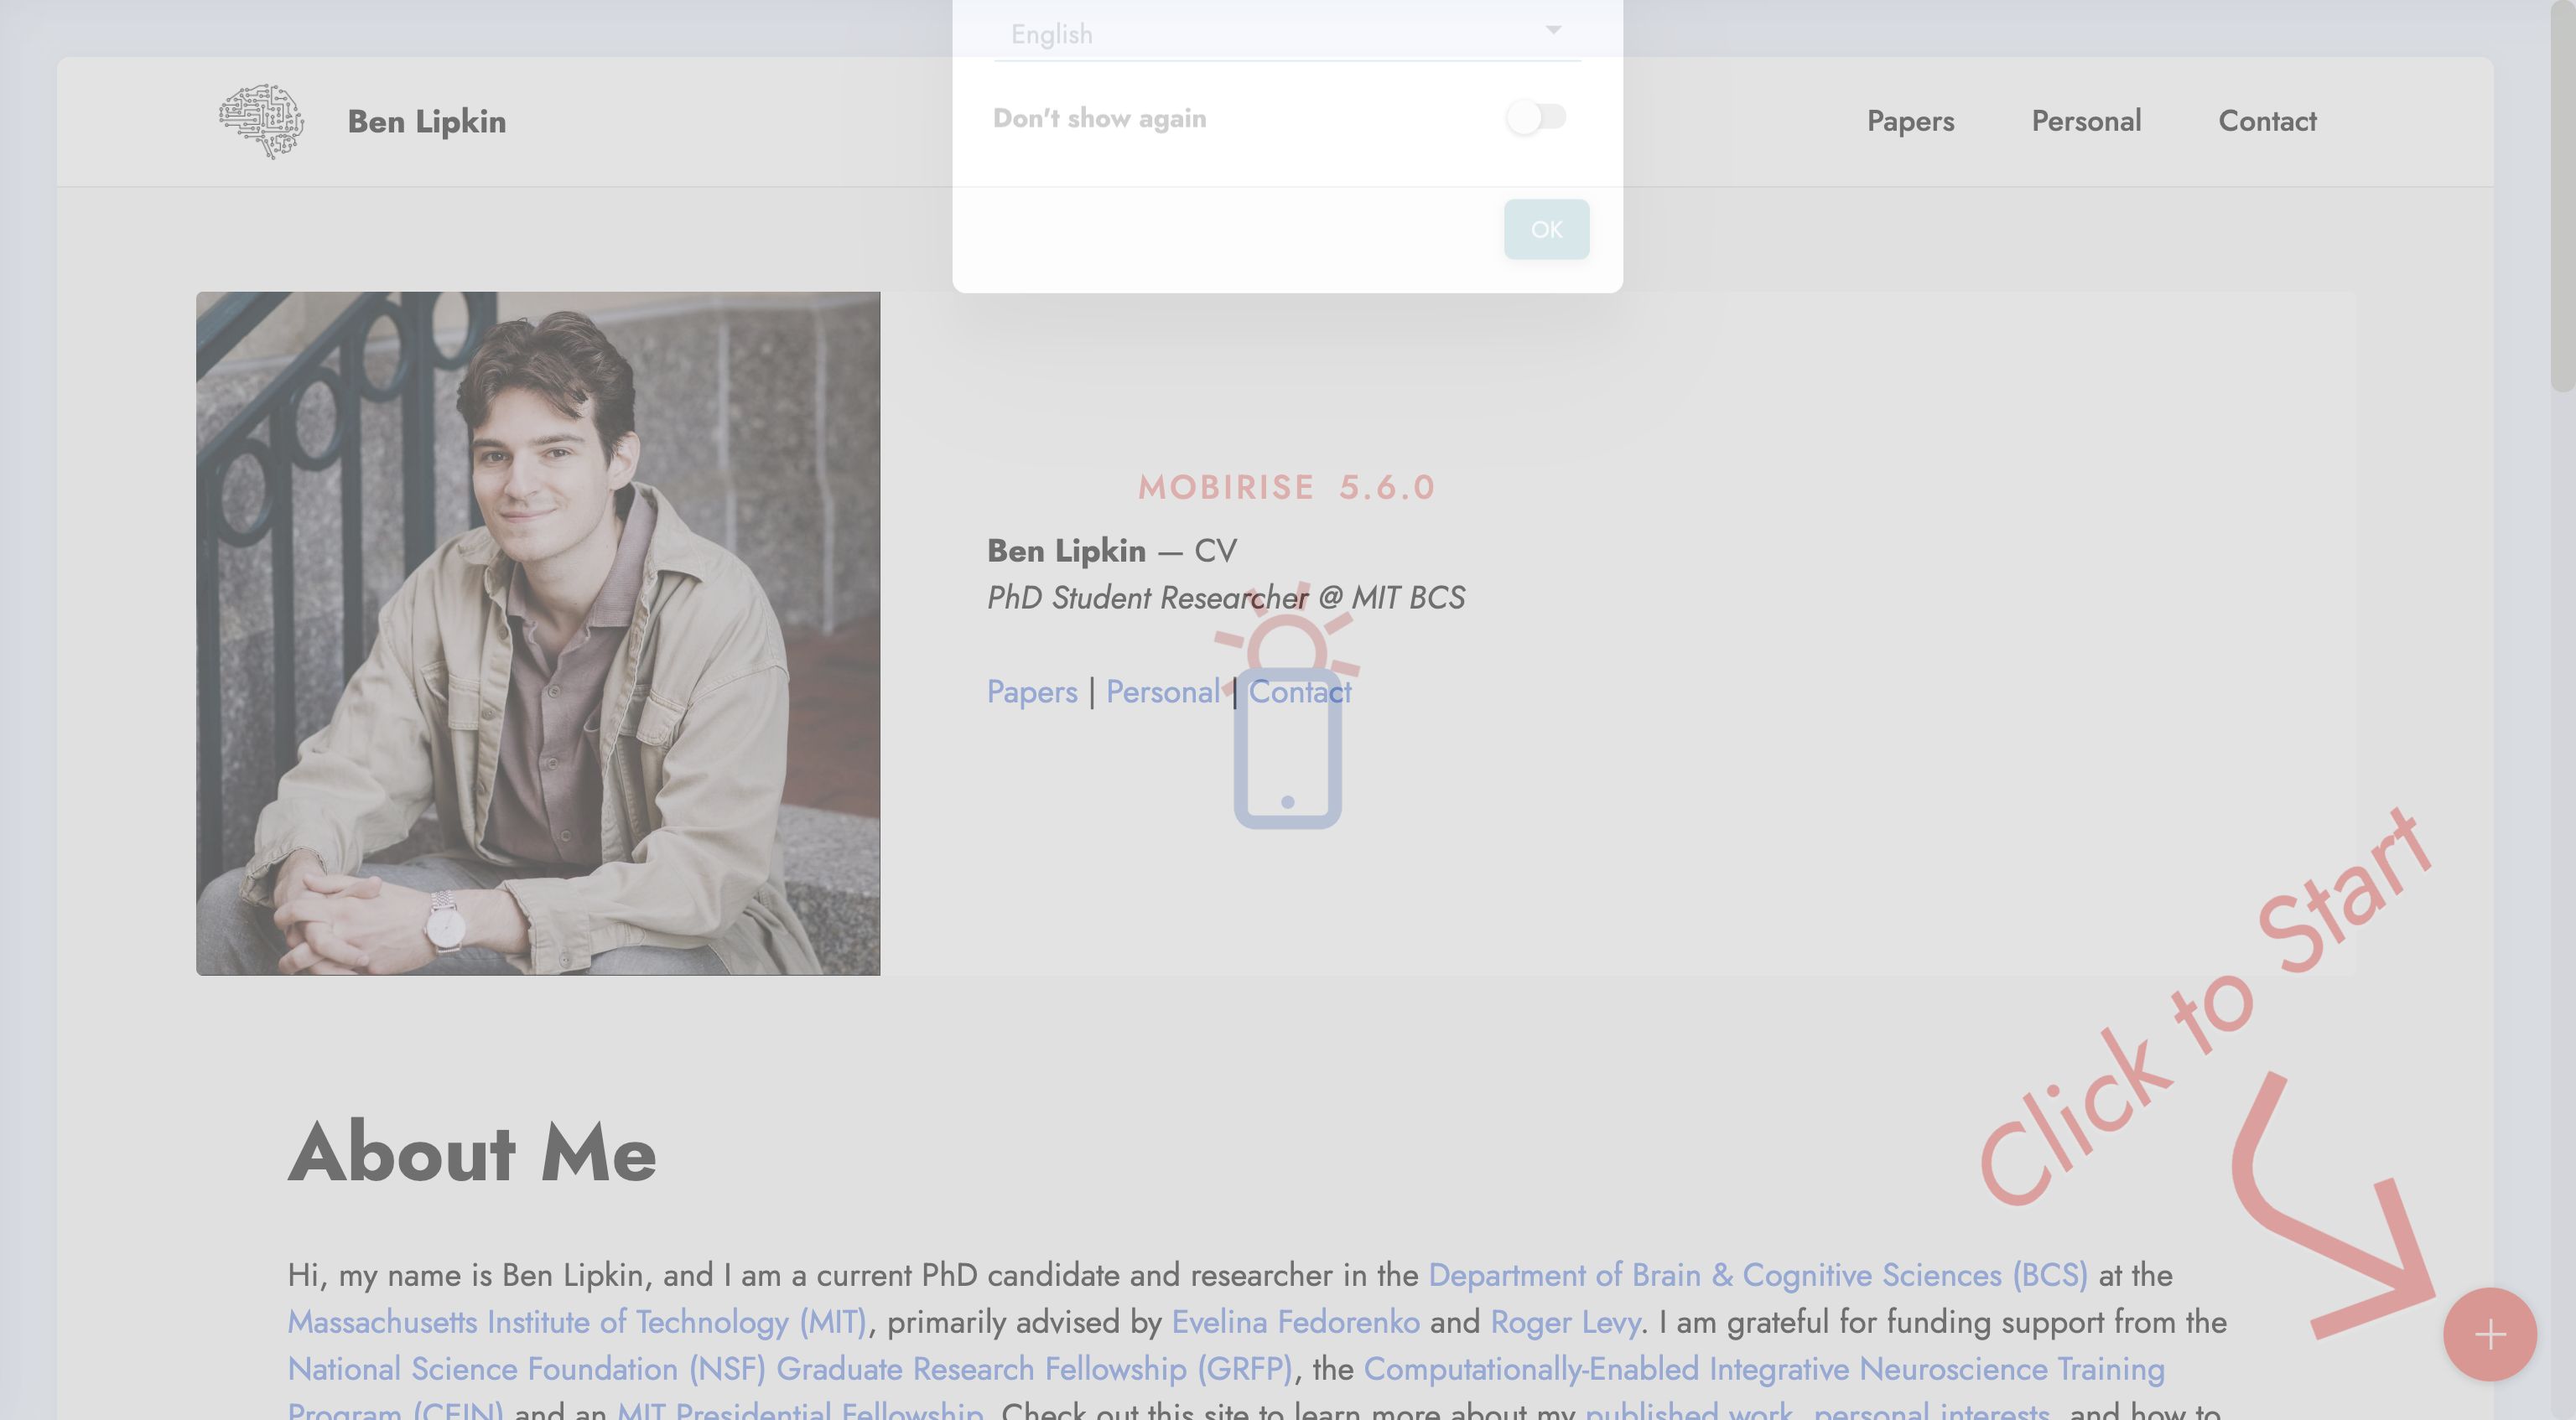 English
Don't show again
OK
Ben Lipkin
Papers Personal Contact
MOBIRISE 5.6.0
Ben Lipkin — CV
PhD Student Researcher @ MIT BCS
Papers | Personal | Contact
Click to Start
About Me
Hi, my name is Ben Lipkin, and I am a current PhD candidate and researcher in the Department of Brain & Cognitive Sciences (BCS) at the
Massachusetts Institute of Technology (MIT), primarily advised by Evelina Fedorenko and Roger Levy. I am grateful for funding support from the
National Science Foundation (NSF) Graduate Research Fellowship (GRFP), the Computationally-Enabled Integrative Neuroscience Training
Program (CEIN) and an MIT Presidential Fellowship. Check out this site to learn more about my published work, personal interests, and how to